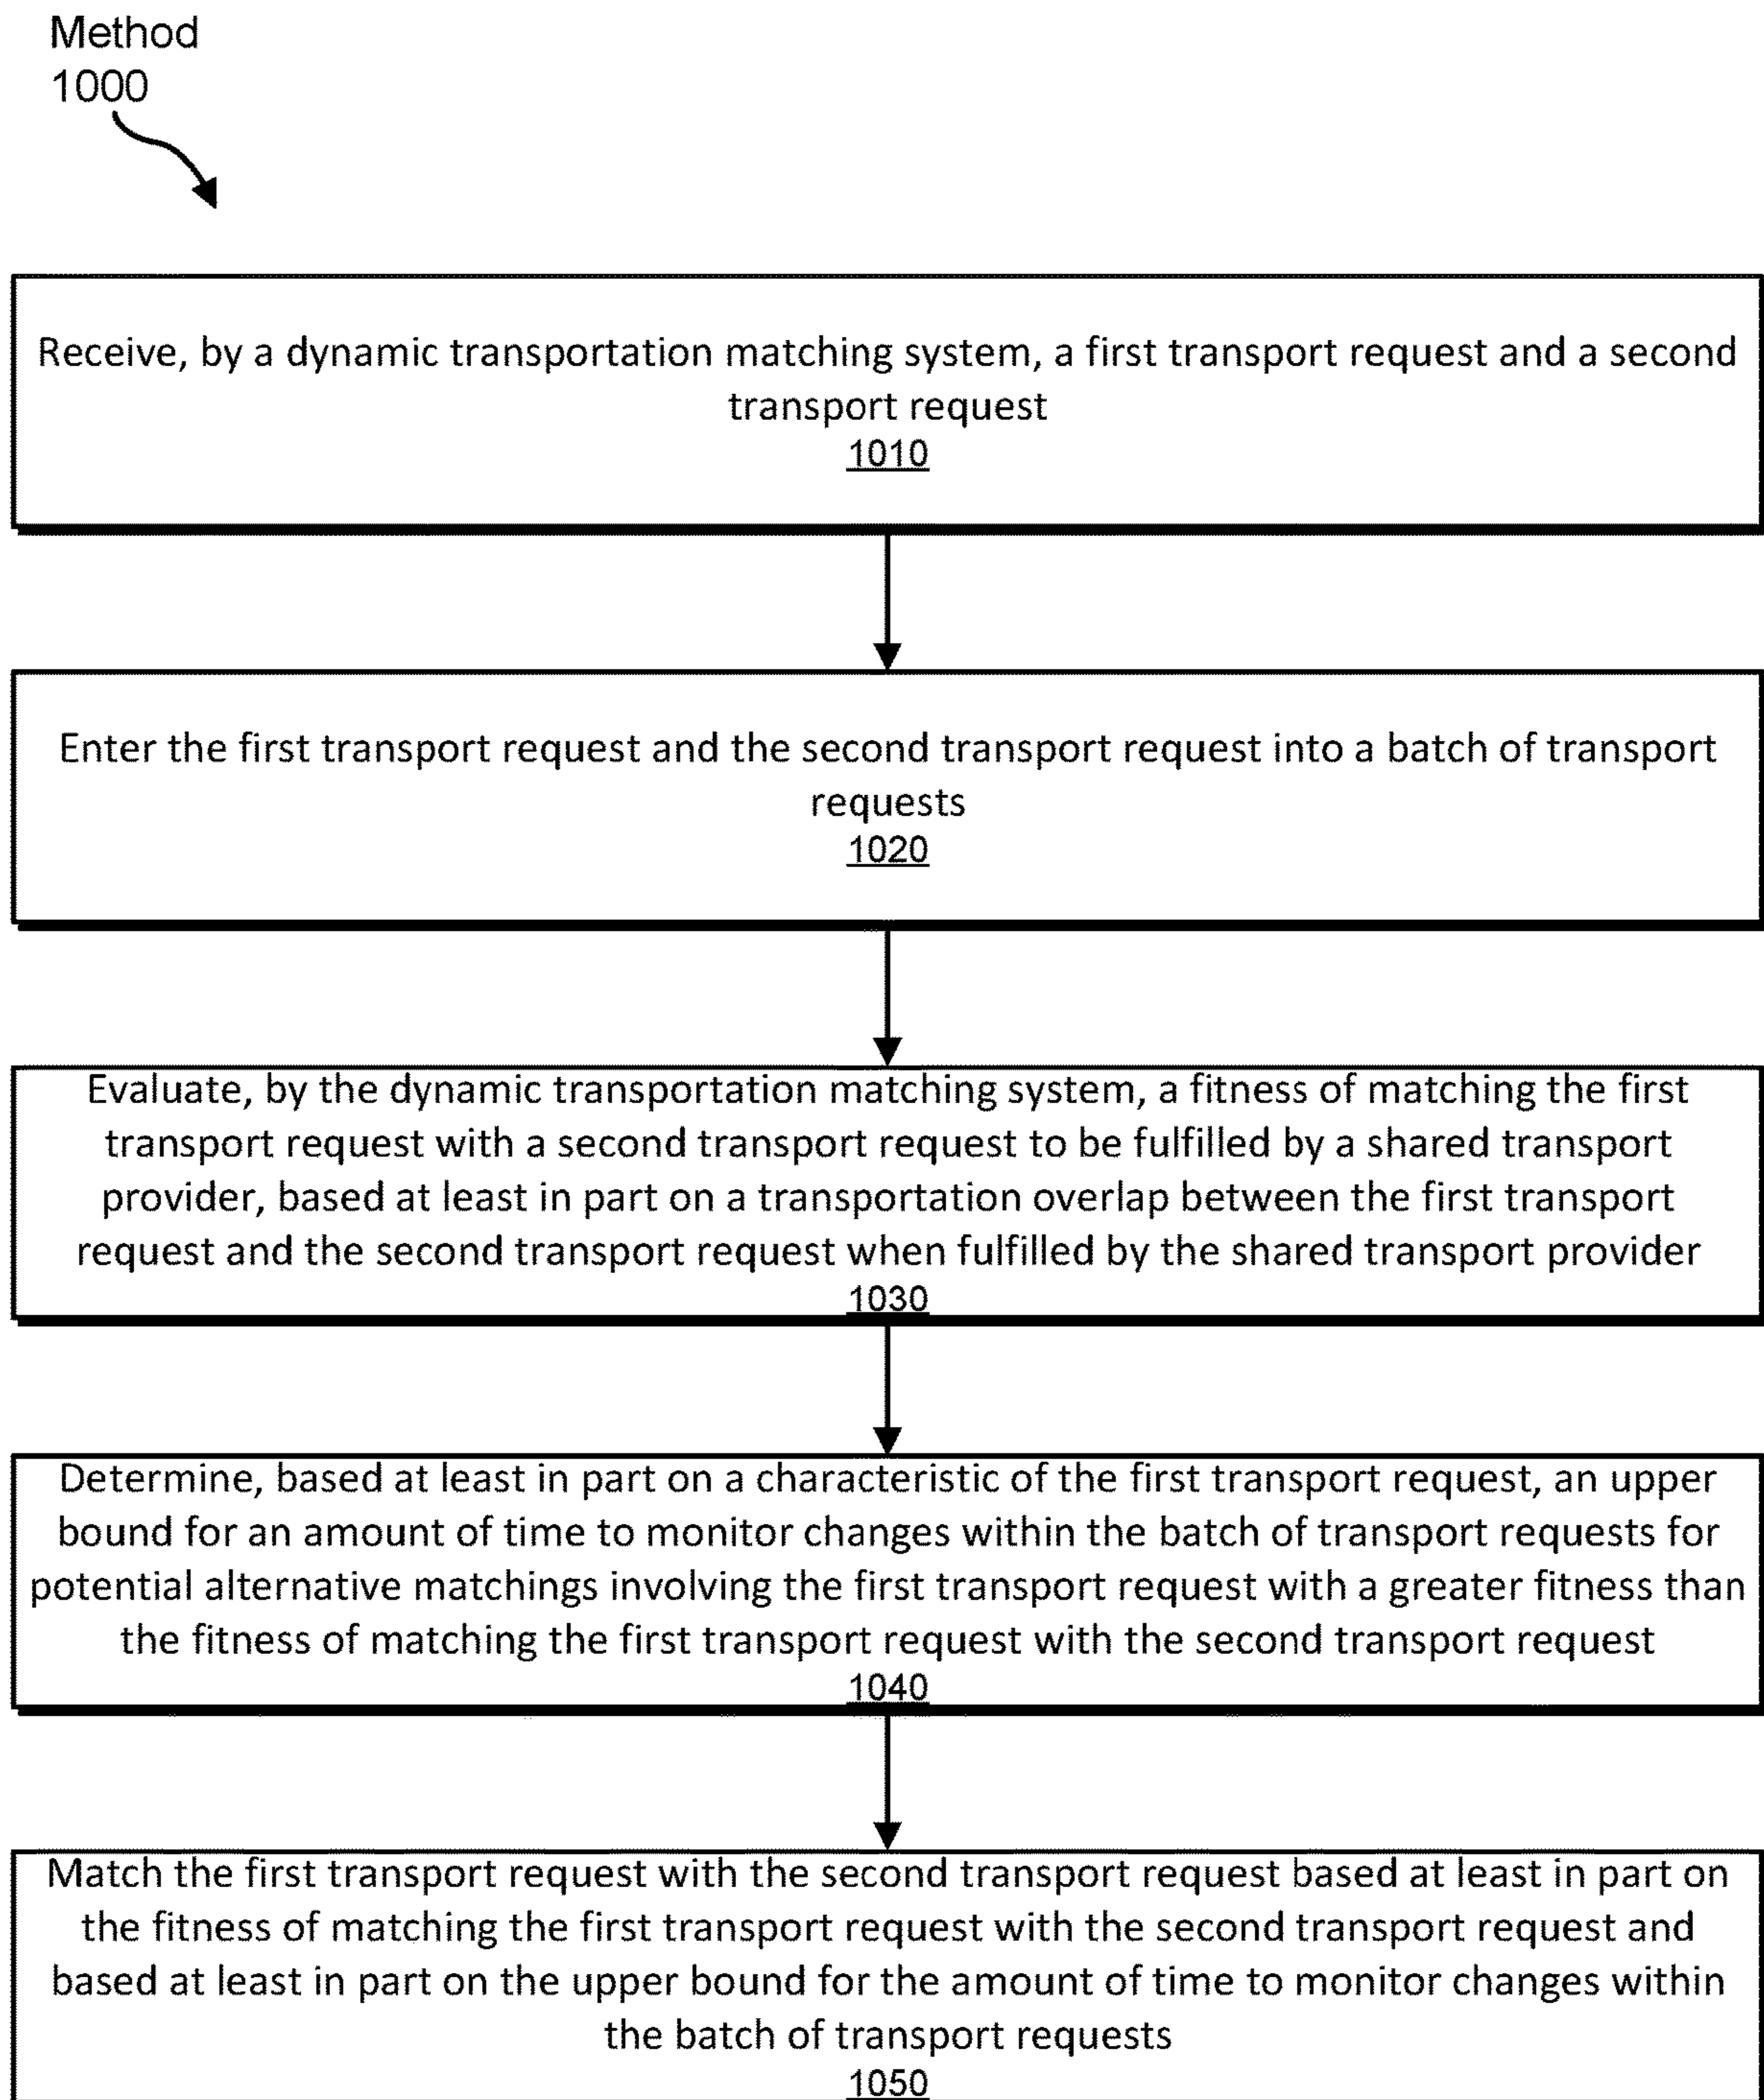 Method
1000
Receive, by a dynamic transportation matching system, a first transport request and a second
transport request
1010
Enter the first transport request and the second transport request into a batch of transport
requests
1020
Evaluate, by the dynamic transportation matching system, a fitness of matching the first
transport request with a second transport request to be fulfilled by a shared transport
provider, based at least in part on a transportation overlap between the first transport
request and the second transport request when fulfilled by the shared transport provider
1030
Determine, based at least in part on a characteristic of the first transport request, an upper
bound for an amount of time to monitor changes within the batch of transport requests for
potential alternative matchings involving the first transport request with a greater fitness than
the fitness of matching the first transport request with the second transport request
1040
Match the first transport request with the second transport request based at least in part on
the fitness of matching the first transport request with the second transport request and
based at least in part on the upper bound for the amount of time to monitor changes within
the batch of transport requests
1050